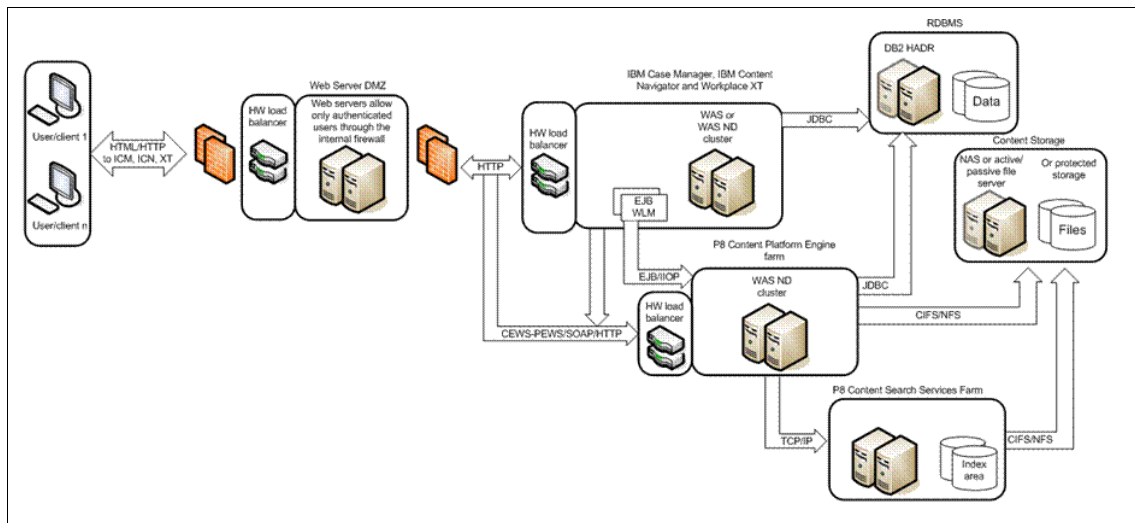 RDBMS
DB2 HADR
Data
User/client 1
User/client n
HTML/HTTP
to ICM, ICN, XT
Web Server DMZ
HW load
balancer
Web servers allow
only authenticated
users through the
internal firewall
HTTP
IBM Case Manager, IBM Content
Navigator and Workplace XT
HW load
balancer
WAS or
WAS ND
cluster
EJB
WLM
JDBC
Content Storage
NAS or active/
passive file
server
Or protected
storage
Files
P8 Content Platform Engine
farm
EJB/IIOP
WAS ND
cluster
HW load
balancer
CEWS-PEWS/SOAP/HTTP
JDBC
CIFS/NFS
P8 Content Search Services Farm
TCP/IP
Index
area
CIFS/NFS